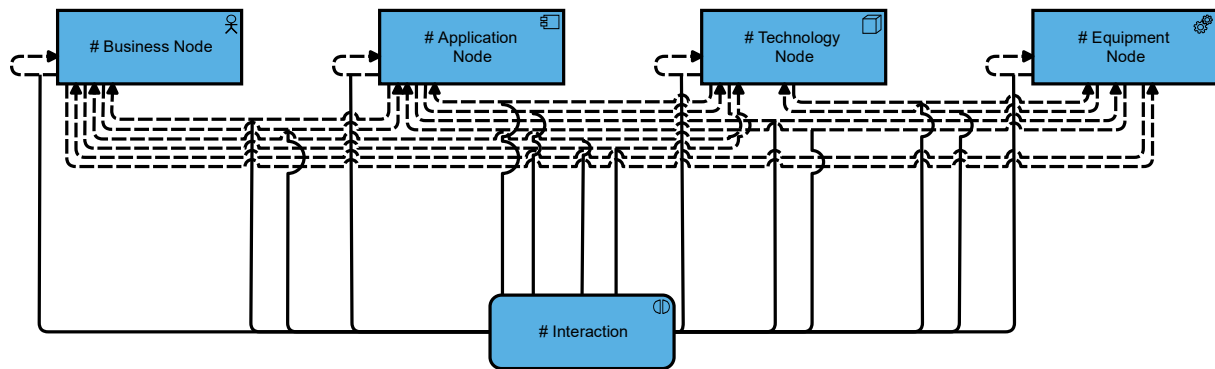 # Business Node
# Application
Node
# Technology
Node
# Equipment
Node
# Interaction